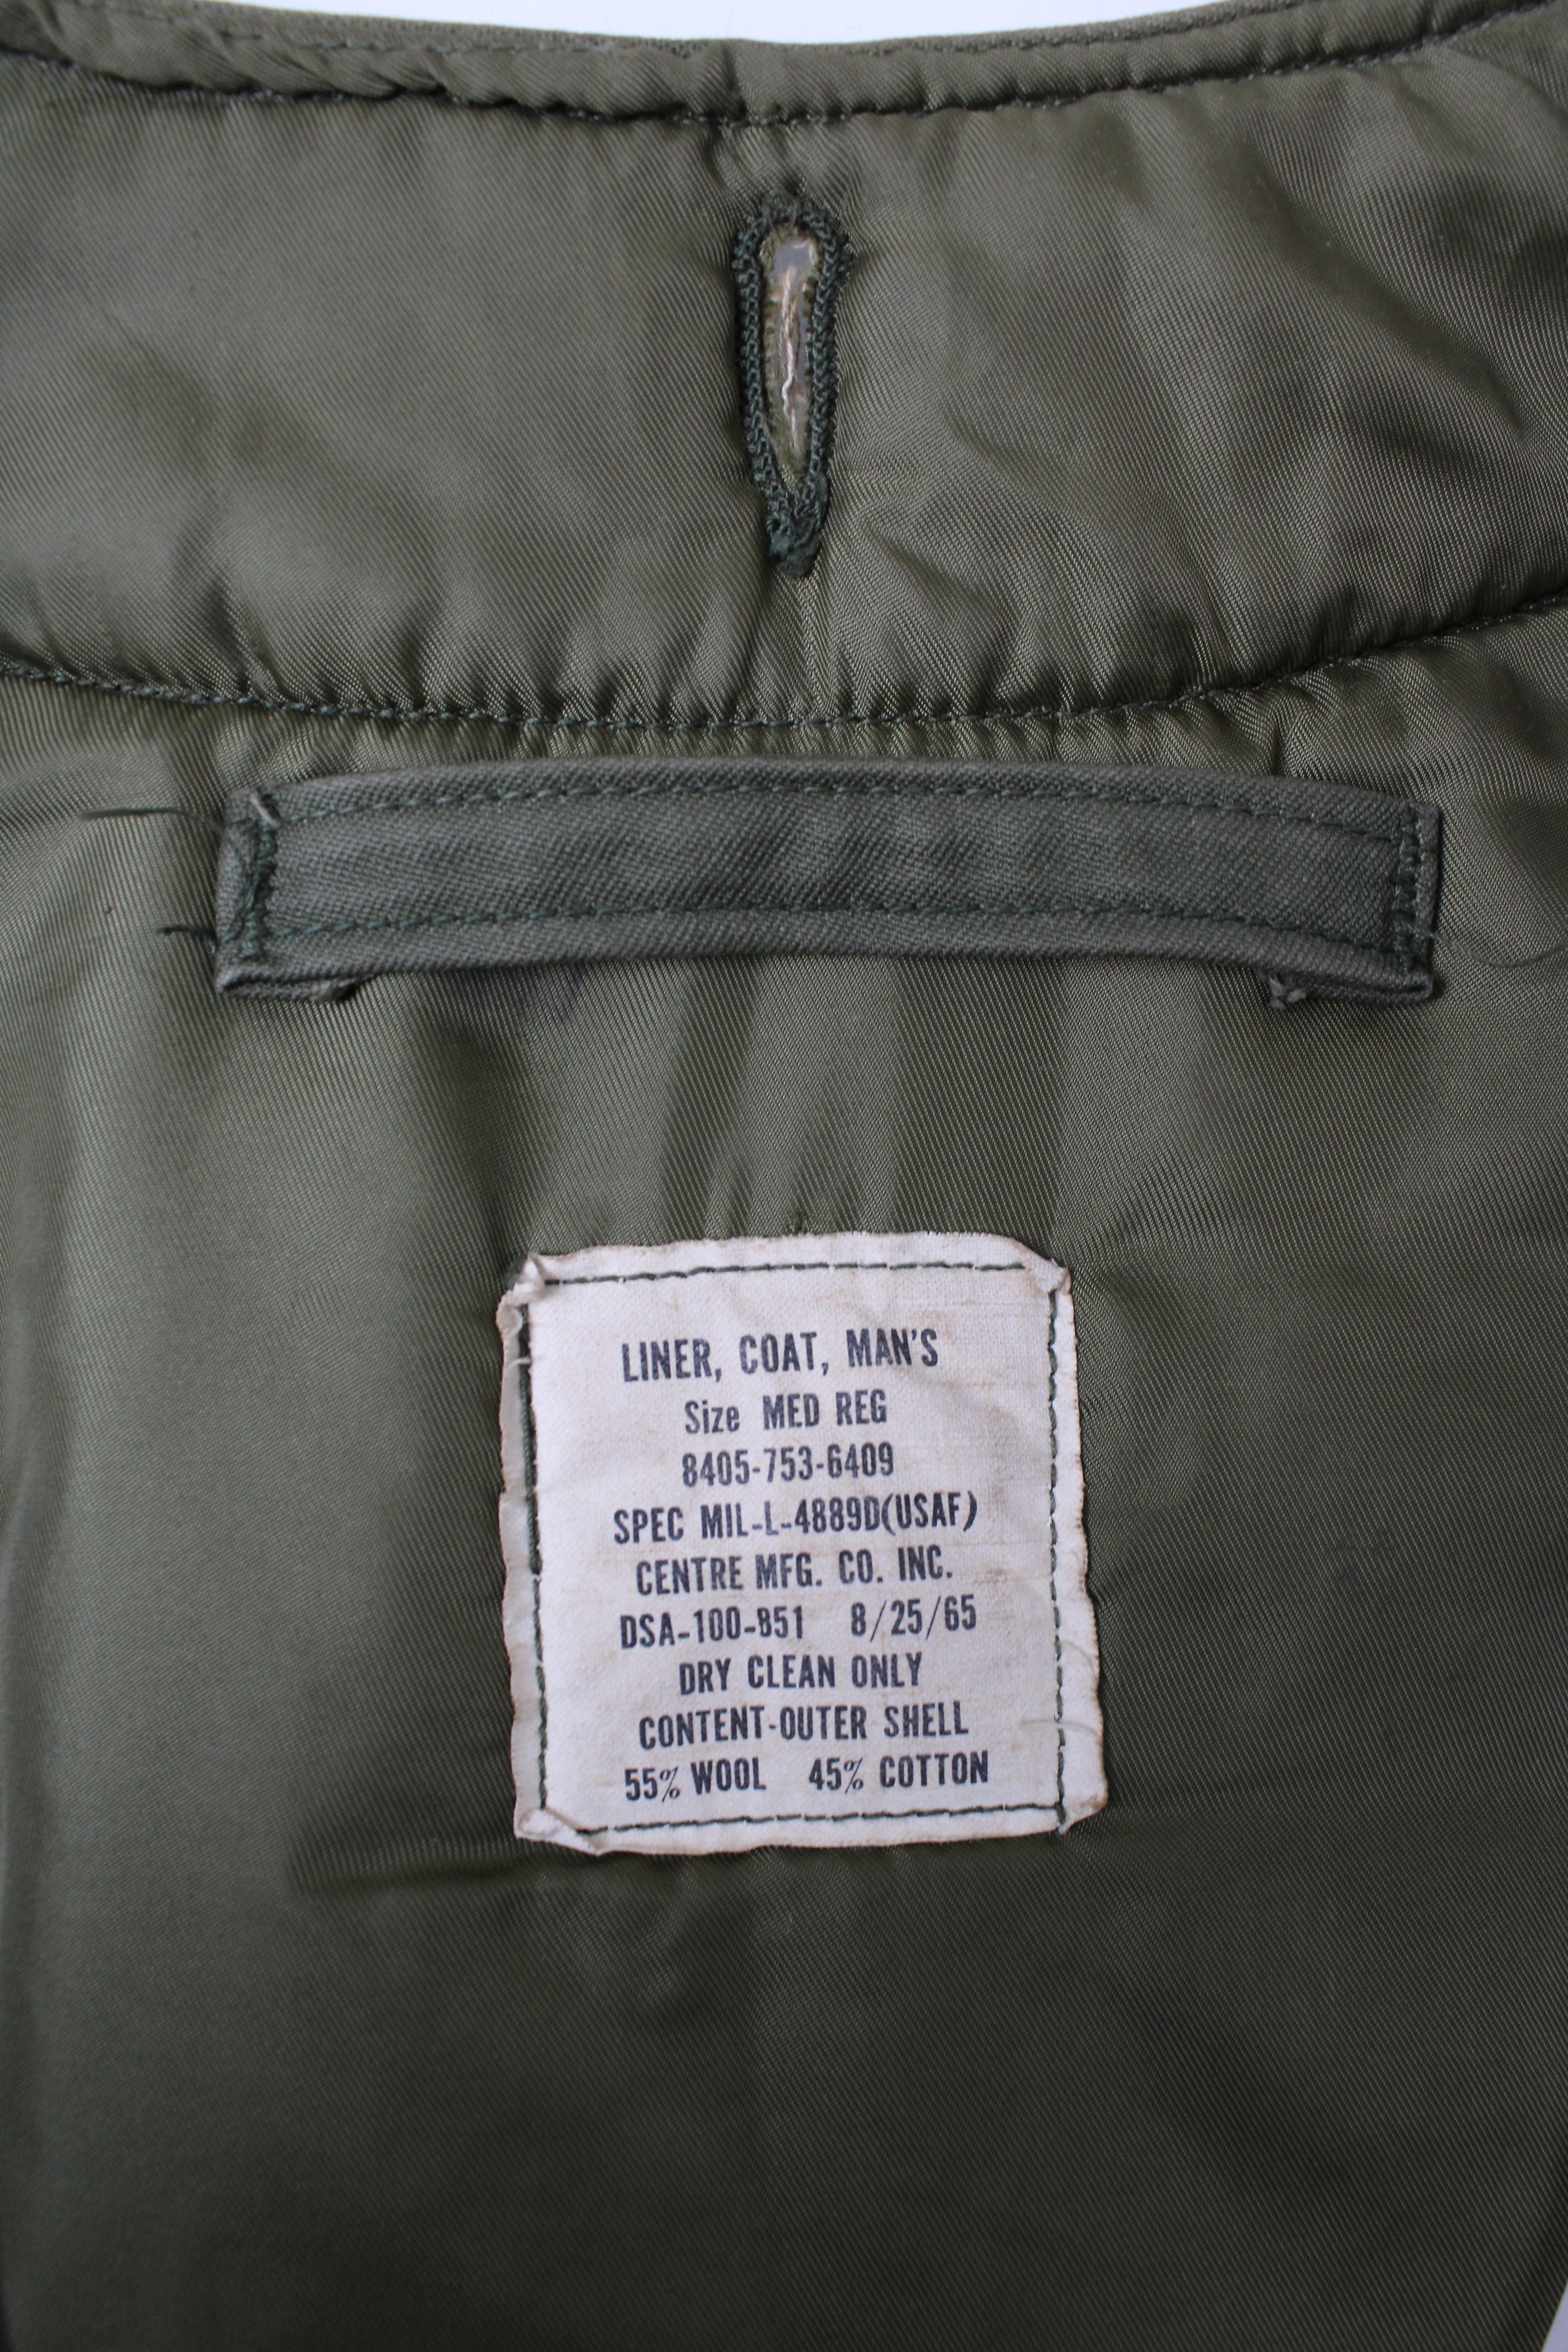 LINER, COAT, MAN'S
Size MED REG
8405-753-6409
SPEC MIL-L-4889D(USAF)
CENTRE MFG. CO. INC.
DSA-100-851 8/25/65
DRY CLEAN ONLY
CONTENT-OUTER SHELL
55% WOOL 45% COTTON